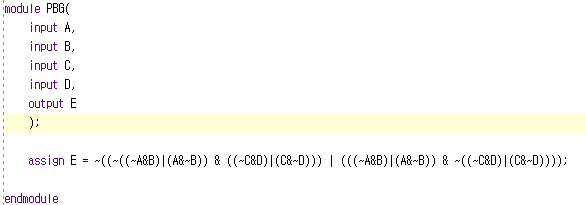 module PBG(
    input A,
    input B,
    input C,
    input D,
    output E
    );
    assign E = ~((~((~A&B)|(A&~B)) & ((~C&D)|(C&~D))) | (((~A&B)|(A&~B)) & ~((~C&D)|(C&~D))));
endmodule